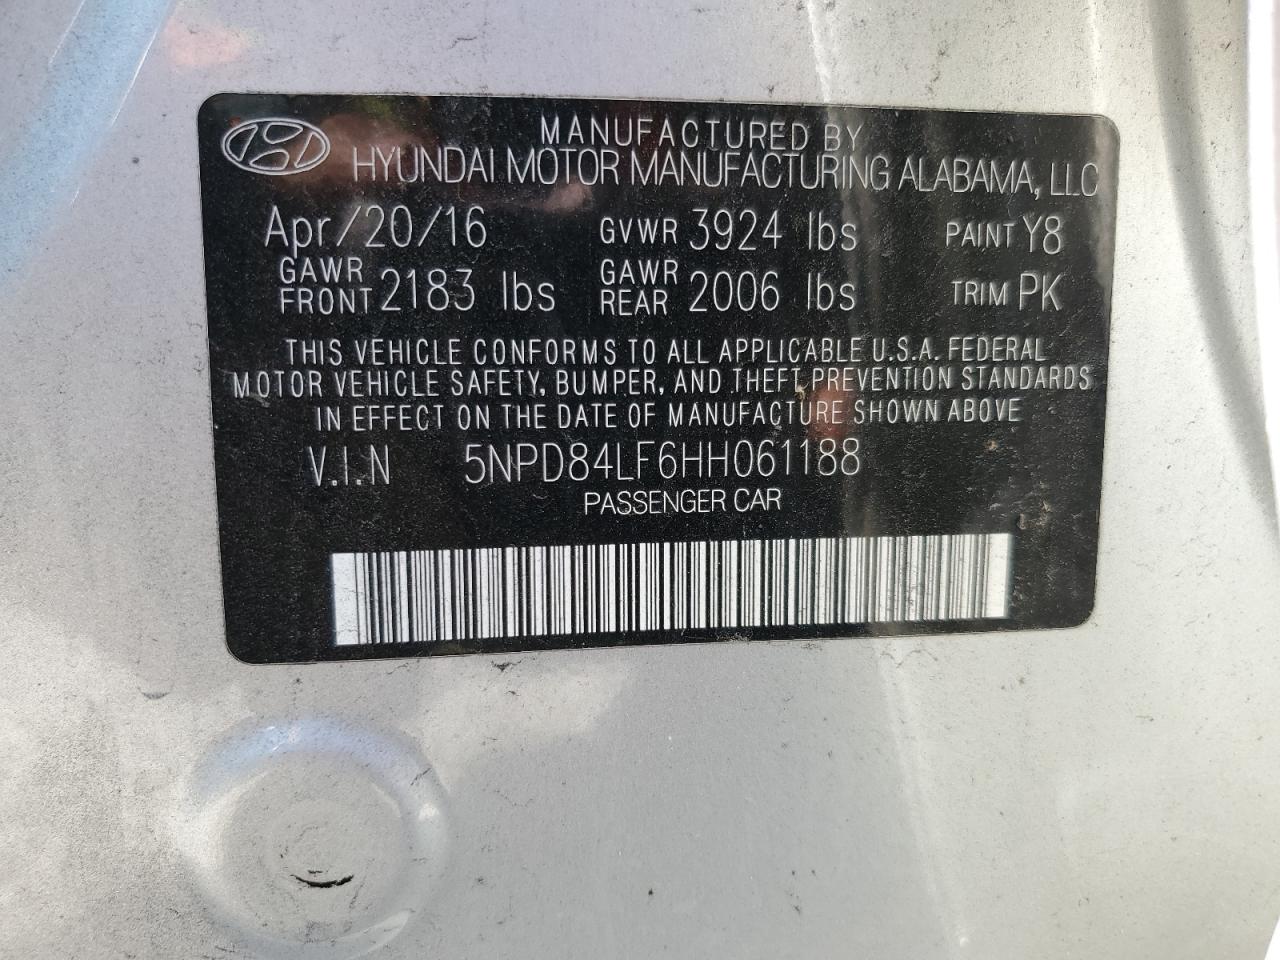 MANUFACTURED BY
HYUNDAI MOTOR MANUFACTURING ALABAMA, LLC
Apr/20/16 GVWR 3924 lbs PAINT Y8
GAWR FRONT 2183 lbs GAWR REAR 2006 lbs TRIM PK
THIS VEHICLE CONFORMS TO ALL APPLICABLE U.S.A. FEDERAL
MOTOR VEHICLE SAFETY, BUMPER, AND THEFT PREVENTION STANDARDS
IN EFFECT ON THE DATE OF MANUFACTURE SHOWN ABOVE
V.I.N 5NPD84LF6HH061188
PASSENGER CAR